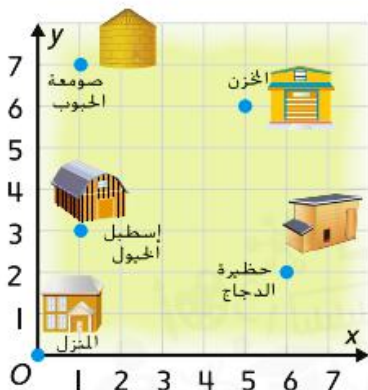 y
7
6
5
4
3
2
1
O
1 2 3 4 5 6 7
x
صومعة
الحبوب
المخزن
إسطبل
الخيول
حظيرة
الدجاج
المنزل